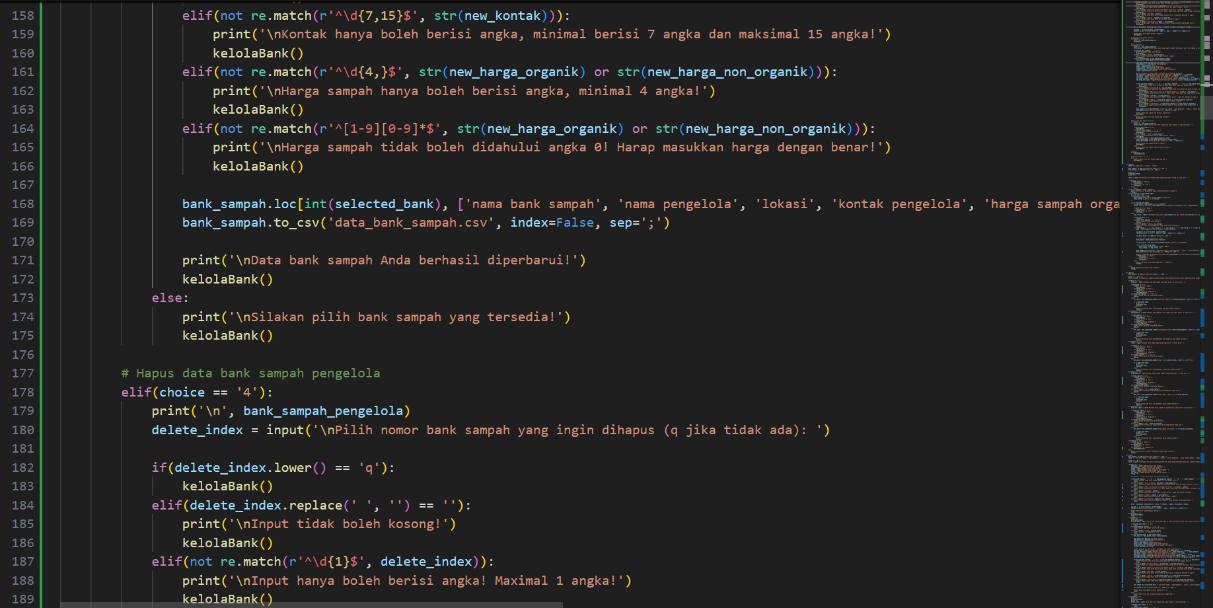 158 elif(not re.match(r'^\d{7,15}$', str(new_kontak))):
159 print('\nKontak hanya boleh berisi angka, minimal berisi 7 angka dan maksimal 15 angka!')
160 kelolaBank()
161 elif(not re.match(r'^\d{4,}$', str(new_harga_organik) or str(new_harga_non_organik))):
162 print('\nHarga sampah hanya boleh berisi angka, minimal 4 angka!')
163 kelolaBank()
164 elif(not re.match(r'^[1-9][0-9]*$', str(new_harga_organik) or str(new_harga_non_organik))):
165 print('\nHarga sampah tidak boleh didahului angka 0! Harap masukkan harga dengan benar!')
166 kelolaBank()
167
168 bank_sampah.loc[int(selected_bank), ['nama bank sampah', 'nama pengelola', 'lokasi', 'kontak pengelola', 'harga sampah orga
169 bank_sampah.to_csv('data_bank_sampah.csv', index=False, sep=';')
170
171 print('\nData bank sampah Anda berhasil diperbarui!')
172 kelolaBank()
173 else:
174 print('\nSilakan pilih bank sampah yang tersedia!')
175 kelolaBank()
176
177 # Hapus data bank sampah pengelola
178 elif(choice == '4'):
179 print('\n', bank_sampah_pengelola)
180 delete_index = input('\nPilih nomor bank sampah yang ingin dihapus (q jika tidak ada): ')
181
182 if(delete_index.lower() == 'q'):
183 kelolaBank()
184 elif(delete_index.replace(' ', '') == ''):
185 print('\nInput tidak boleh kosong!')
186 kelolaBank()
187 elif(not re.match(r'^\d{1}$', delete_index)):
188 print('\nInput hanya boleh berisi angka! Maximal 1 angka!')
189 kelolaBank()